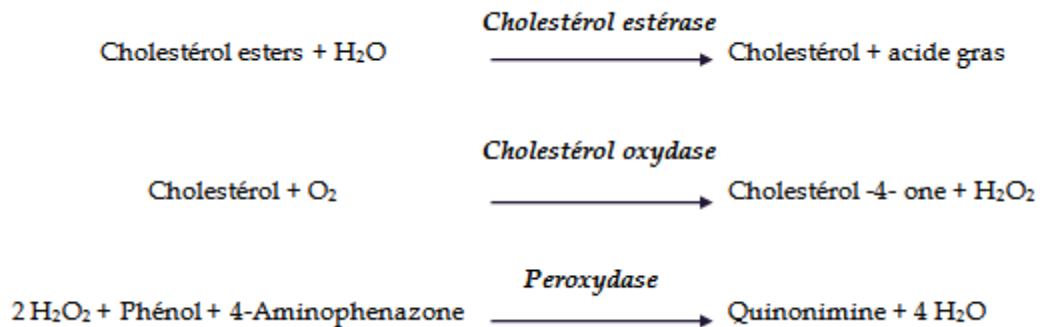 Cholestérol estérase
Cholestérol esters + H₂O Cholestérol + acide gras
Cholestérol oxydase
Cholestérol + O₂ Cholestérol -4- one + H₂O₂
Peroxydase
2 H₂O₂ + Phénol + 4-Aminophenazone Quinonimine + 4 H₂O